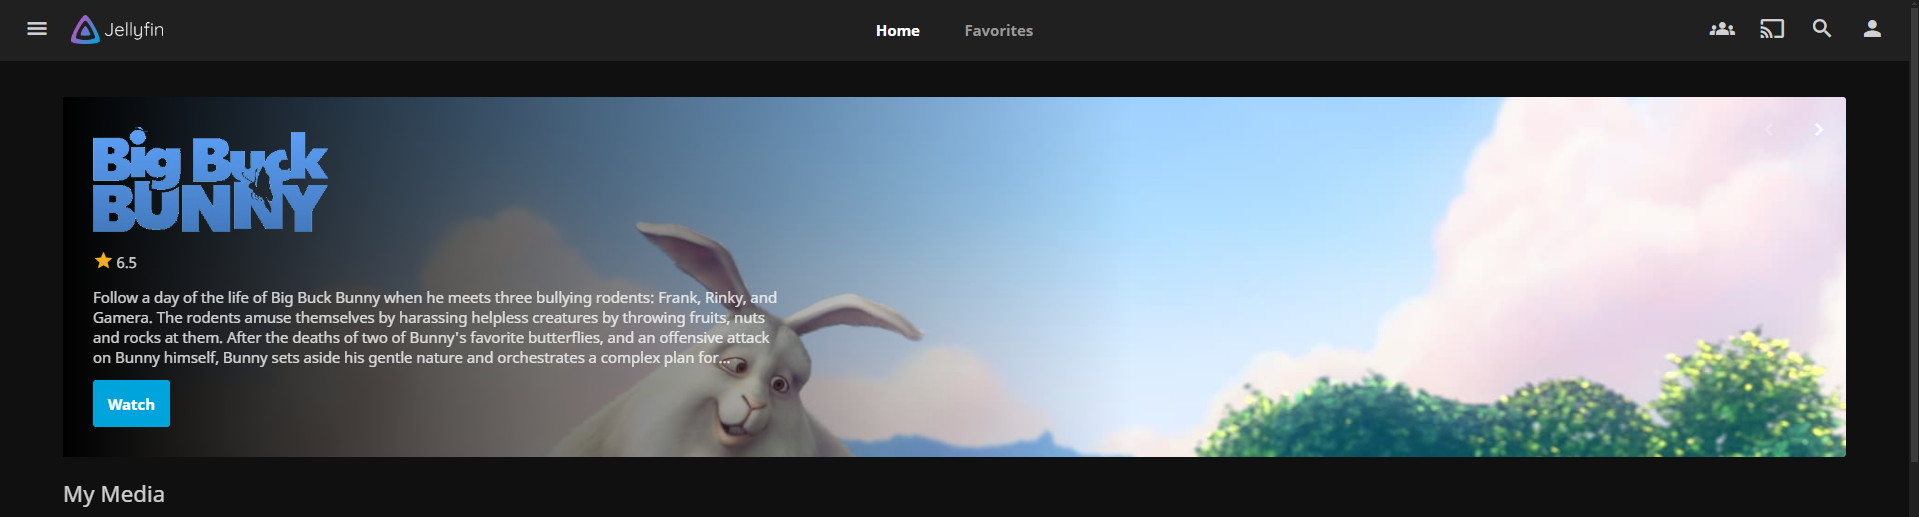 Jellyfin
Home
Favorites
Big Buck
BUNNY
6.5
Follow a day of the life of Big Buck Bunny when he meets three bullying rodents: Frank, Rinky, and
Gamera. The rodents amuse themselves by harassing helpless creatures by throwing fruits, nuts
and rocks at them. After the deaths of two of Bunny's favorite butterflies, and an offensive attack
on Bunny himself, Bunny sets aside his gentle nature and orchestrates a complex plan for...
Watch
My Media